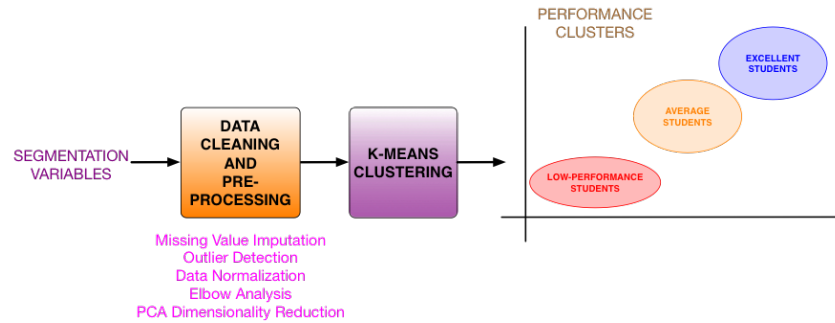 SEGMENTATION
VARIABLES
DATA
CLEANING
AND
PRE-
PROCESSING
Missing Value Imputation
Outlier Detection
Data Normalization
Elbow Analysis
PCA Dimensionality Reduction
K-MEANS
CLUSTERING
PERFORMANCE
CLUSTERS
EXCELLENT
STUDENTS
AVERAGE
STUDENTS
LOW-PERFORMANCE
STUDENTS